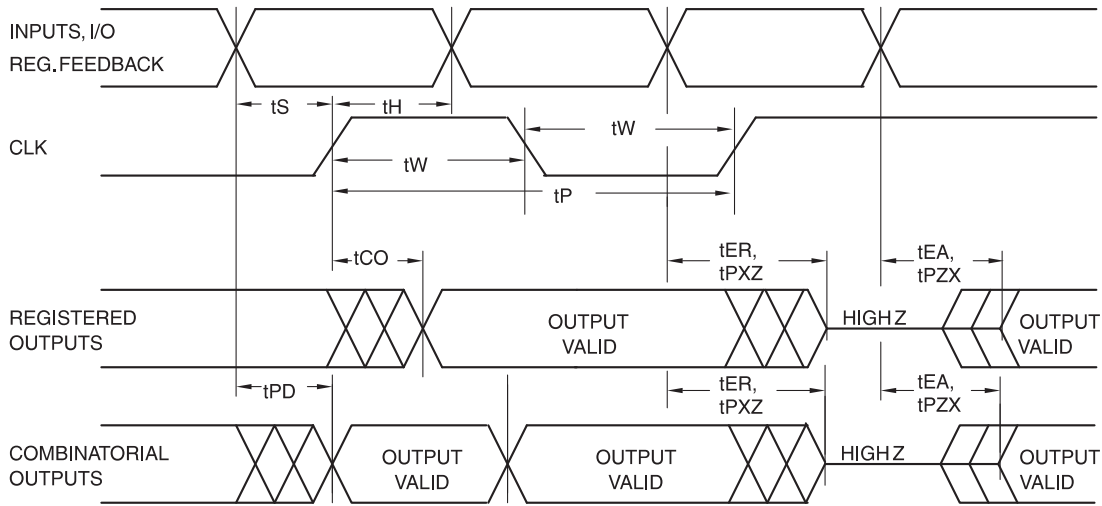 INPUTS, I/O
REG. FEEDBACK
tS
tH
CLK
tW
tW
tP
tCO
tER,
tPXZ
tEA,
tPZX
REGISTERED
OUTPUTS
OUTPUT
VALID
HIGH Z
OUTPUT
VALID
tPD
tER,
tPXZ
tEA,
tPZX
COMBINATORIAL
OUTPUTS
OUTPUT
VALID
OUTPUT
VALID
HIGH Z
OUTPUT
VALID